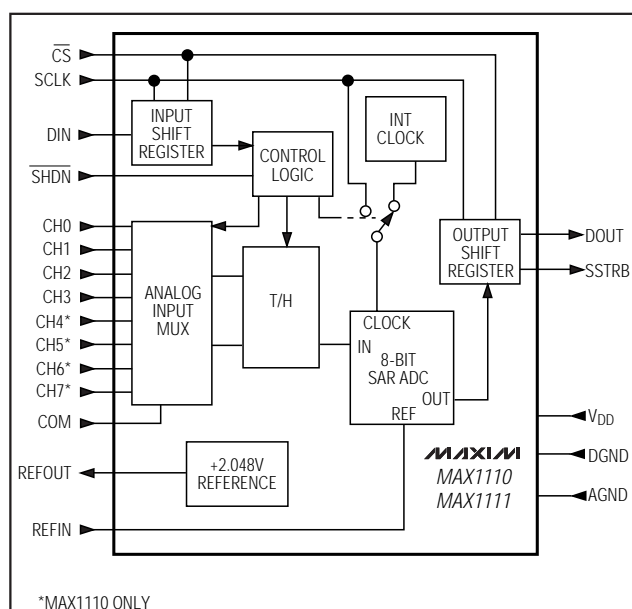 CS
SCLK
DIN
SHDN
CH0
CH1
CH2
CH3
CH4*
CH5*
CH6*
CH7*
COM
REFOUT
REFIN
INPUT
SHIFT
REGISTER
CONTROL
LOGIC
INT
CLOCK
ANALOG
INPUT
MUX
T/H
CLOCK
IN
8-BIT
SAR ADC
OUT
REF
OUTPUT
SHIFT
REGISTER
+2.048V
REFERENCE
MAXIM
MAX1110
MAX1111
DOUT
SSTRB
VDD
DGND
AGND
*MAX1110 ONLY